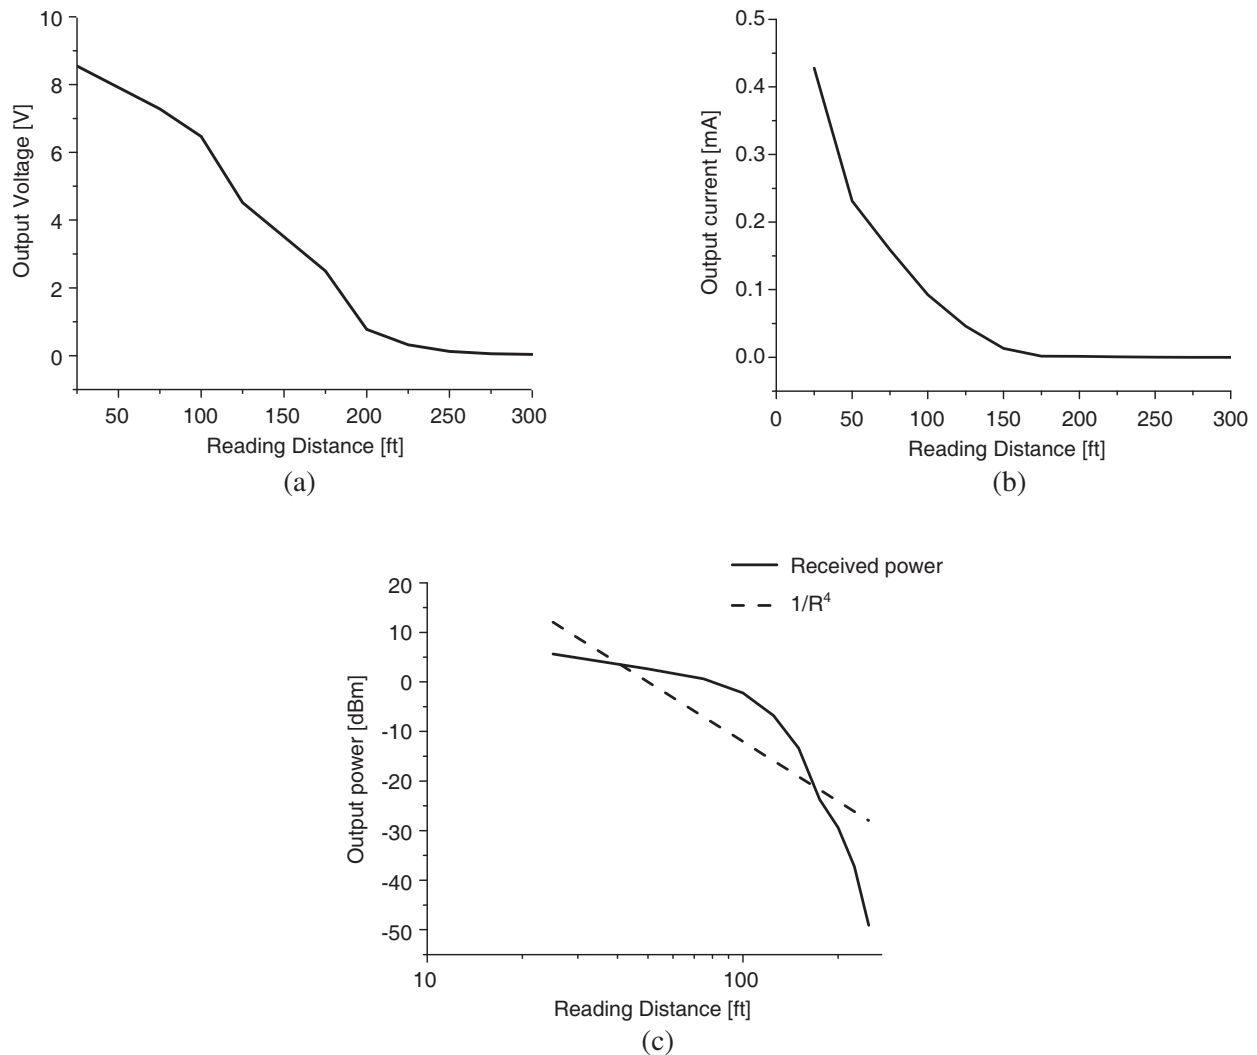 10
8
6
4
2
0
Output Voltage [V]
50 100 150 200 250 300
Reading Distance [ft]
(a)
0.5
0.4
0.3
0.2
0.1
0.0
Output current [mA]
0 50 100 150 200 250 300
Reading Distance [ft]
(b)
Received power
1/R⁴
20
10
0
-10
-20
-30
-40
-50
Output power [dBm]
10 100
Reading Distance [ft]
(c)